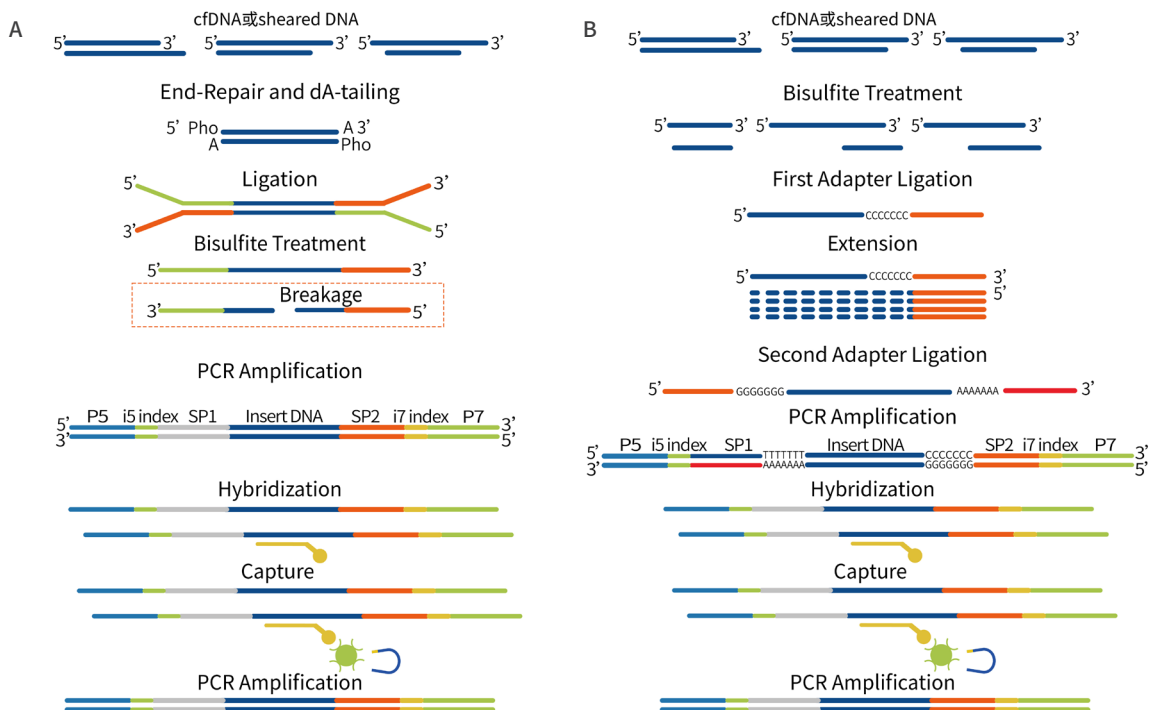 A
cfDNA或sheared DNA
5’ 3’ 5’ 3’ 5’ 3’
End-Repair and dA-tailing
5’ Pho A 3’
A Pho
Ligation
5’ 3’
3’ 5’
Bisulfite Treatment
5’ 3’
Breakage
3’ 5’
PCR Amplification
P5 i5 index SP1 Insert DNA SP2 i7 index P7
5’ 3’
3’ 5’
Hybridization
Capture
PCR Amplification
B
cfDNA或sheared DNA
5’ 3’ 5’ 3’ 5’ 3’
Bisulfite Treatment
5’ 3’ 5’ 3’ 5’ 3’
First Adapter Ligation
5’ CCCCCCC
Extension
5’ CCCCCCC 3’
5’
Second Adapter Ligation
5’ GGGGGGG AAAAAAA 3’
PCR Amplification
P5 i5 index SP1 Insert DNA SP2 i7 index P7
5’ TTTTTTT CCCCCCC 3’
3’ AAAAAAA GGGGGGG 5’
Hybridization
Capture
PCR Amplification